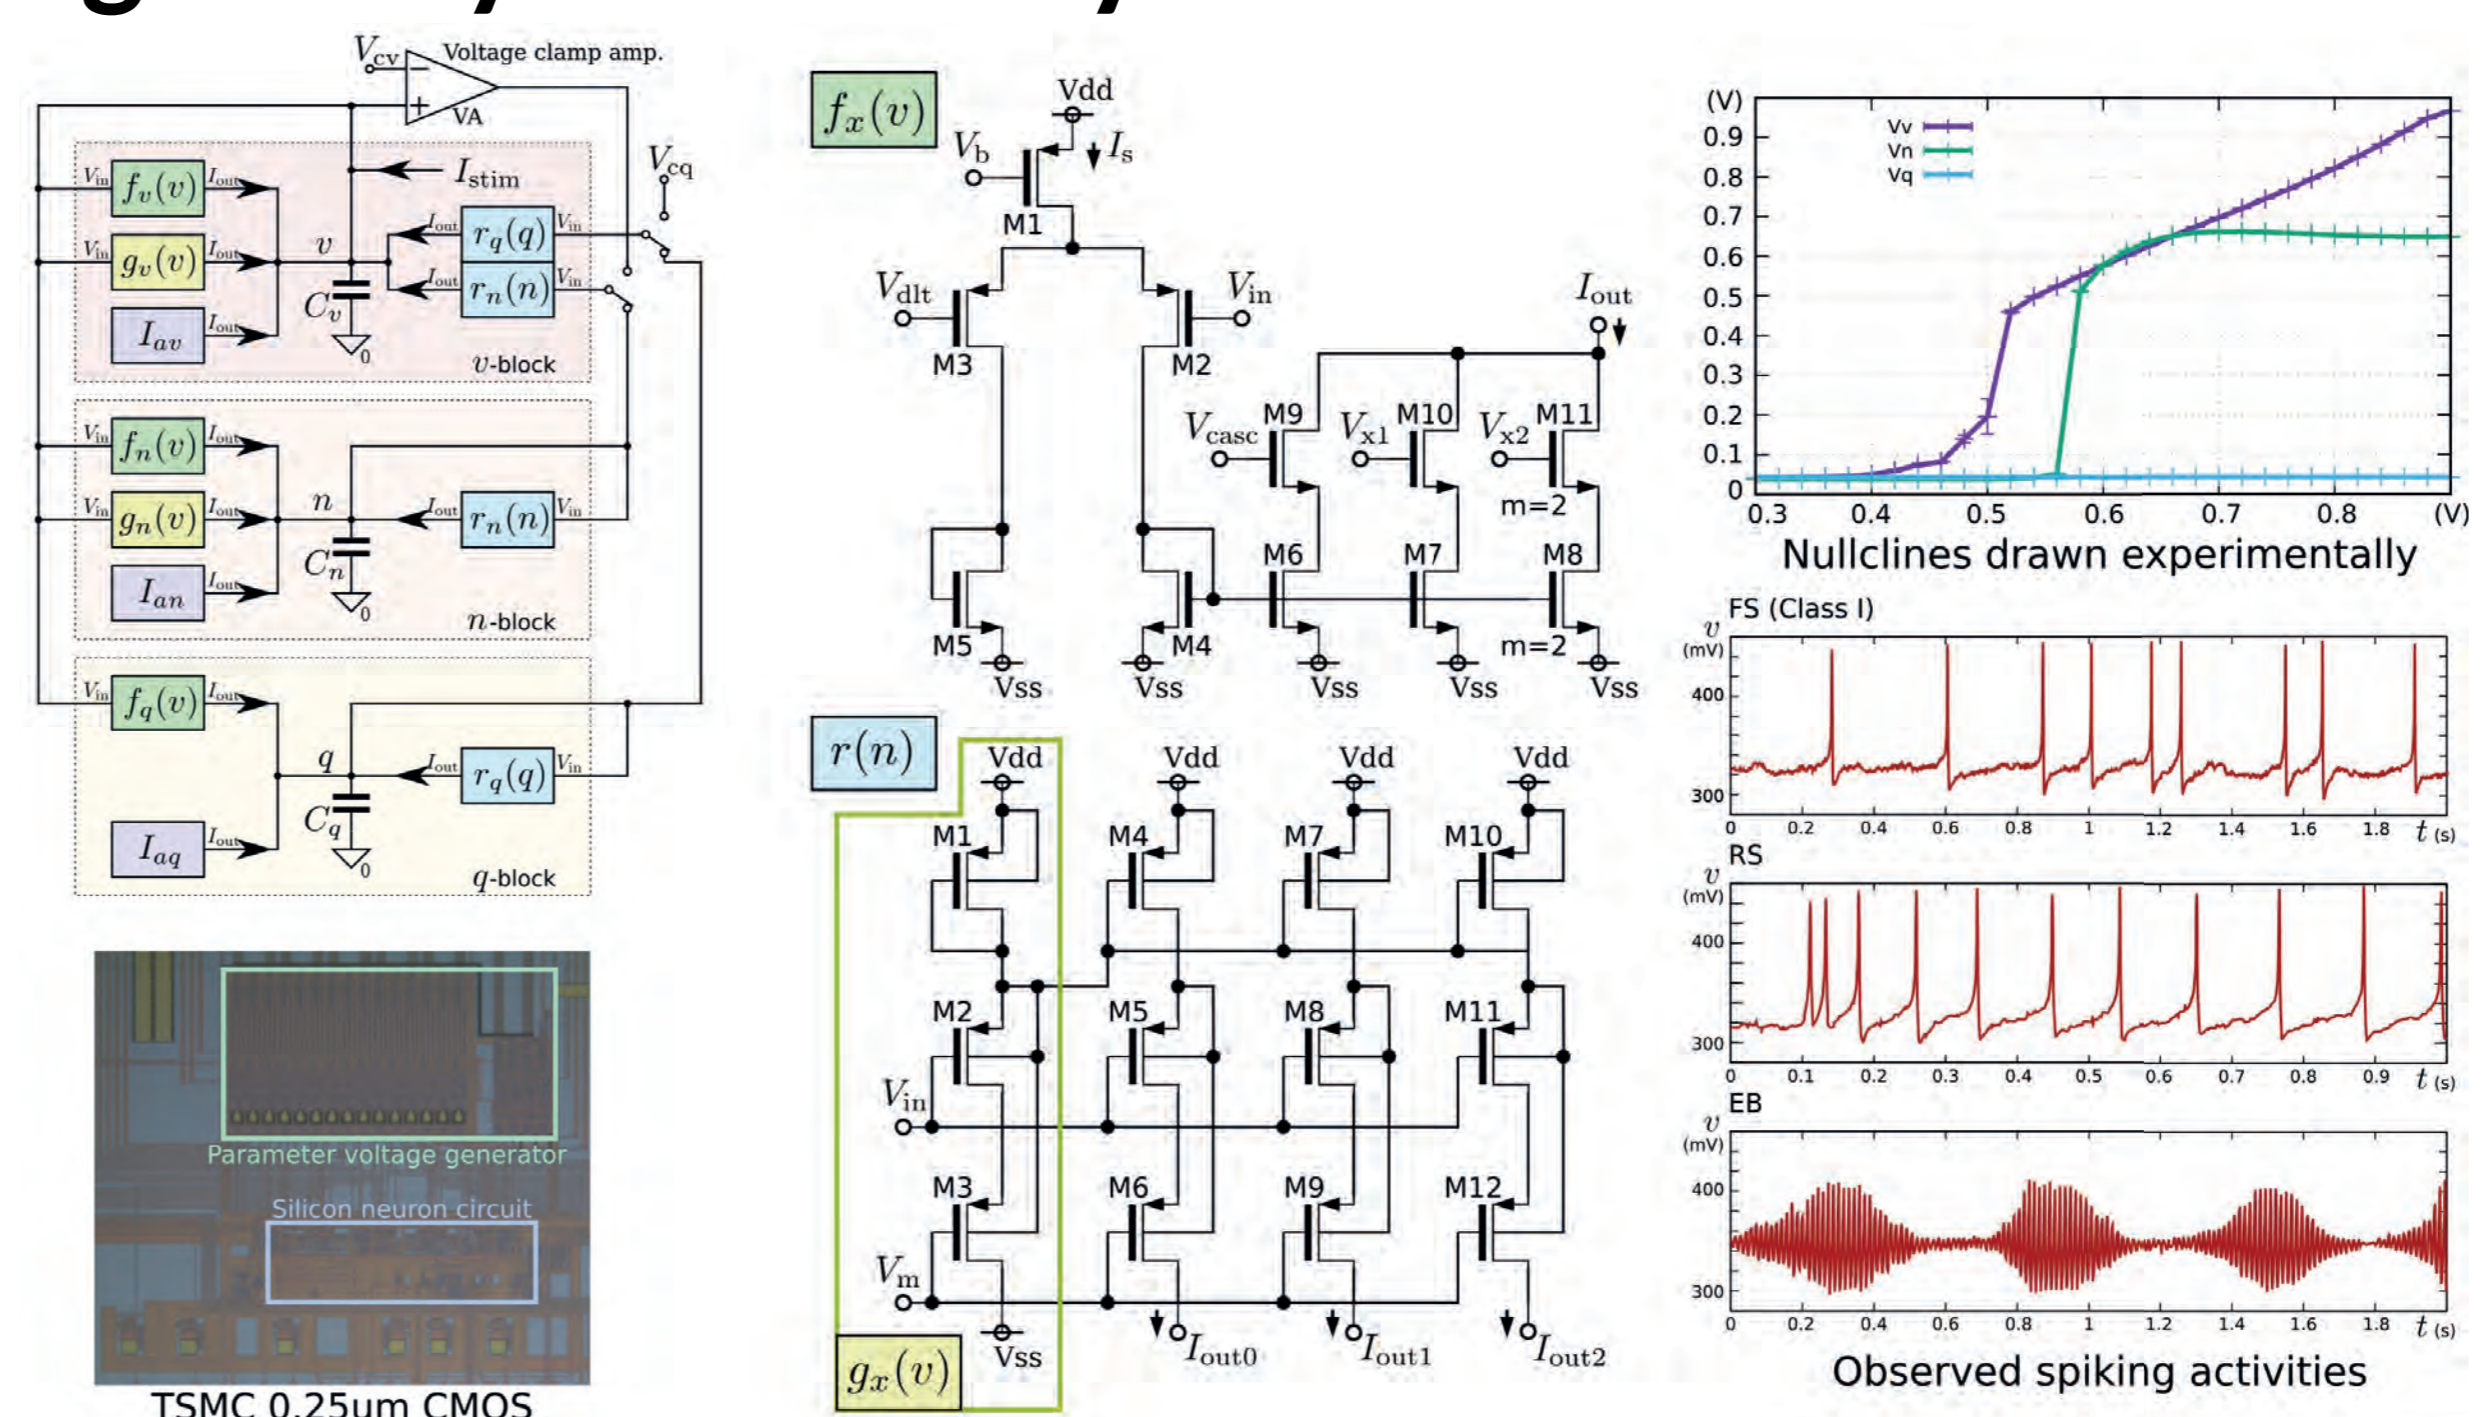 Vcv
Voltage clamp amp.
−
+
VA
Istim
Vcq
Vin fv(v) Iout
Iout rq(q) Vin
Vin gv(v) Iout
v
Iout rn(n) Vin
Cv
Iav Iout
0
v-block
Vin fn(v) Iout
Vin gn(v) Iout
n
Iout rn(n) Vin
Cn
Ian Iout
0
n-block
Vin fq(v) Iout
q
Iout rq(q) Vin
Cq
Iaq Iout
0
q-block
Parameter voltage generator
Silicon neuron circuit
TSMC 0.25um CMOS
fx(v)
Vdd
Vb
Is
M1
Vdlt
Vin
M3
M2
Iout
M9
M10
M11
Vcasc
Vx1
Vx2
m=2
M6
M7
M8
M5
M4
m=2
Vss
Vss
Vss
Vss
Vss
r(n)
Vdd
Vdd
Vdd
Vdd
M1
M4
M7
M10
M2
M5
M8
M11
Vin
M3
M6
M9
M12
Vm
Vss
Iout0
Iout1
Iout2
gx(v)
(V)
0.9
0.8
0.7
0.6
0.5
0.4
0.3
0.2
0.1
0
Vv
Vn
Vq
0.3 0.4 0.5 0.6 0.7 0.8 (V)
Nullclines drawn experimentally
FS (Class I)
v
(mV)
400
300
0 0.2 0.4 0.6 0.8 1 1.2 1.4 1.6 1.8 t (s)
RS
v
(mV)
400
300
0 0.1 0.2 0.3 0.4 0.5 0.6 0.7 0.8 0.9 t (s)
EB
v
(mV)
400
300
0 0.2 0.4 0.6 0.8 1 1.2 1.4 1.6 1.8 t (s)
Observed spiking activities